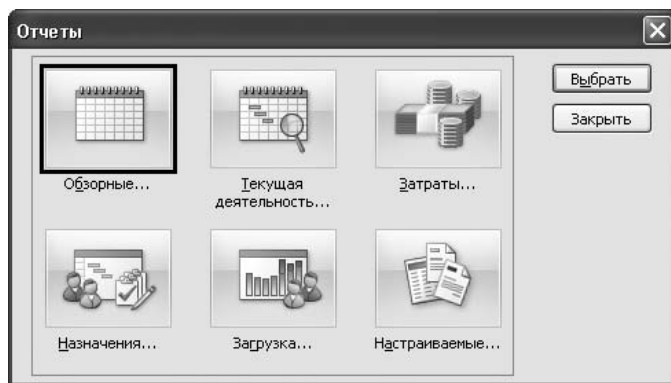 Отчеты
Выбрать
Закрыть
Обзорные...
Текущая
деятельность...
Затраты...
Назначения...
Загрузка...
Настраиваемые...